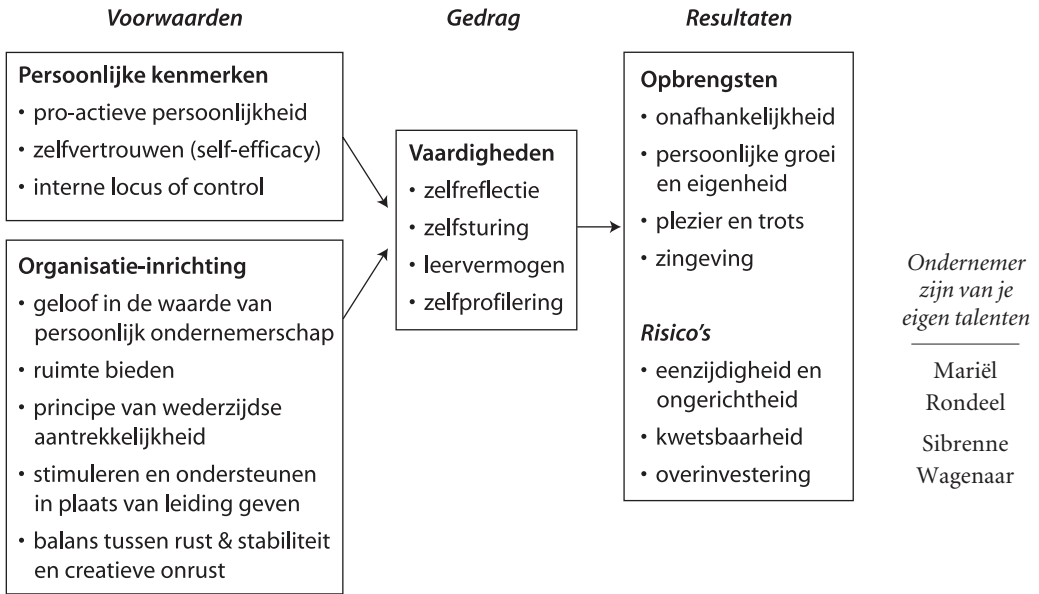 Voorwaarden
Gedrag
Resultaten
Persoonlijke kenmerken
• pro-actieve persoonlijkheid
• zelfvertrouwen (self-efficacy)
• interne locus of control
Organisatie-inrichting
• geloof in de waarde van
persoonlijk ondernemerschap
• ruimte bieden
• principe van wederzijdse
aantrekkelijkheid
• stimuleren en ondersteunen
in plaats van leiding geven
• balans tussen rust & stabiliteit
en creatieve onrust
Vaardigheden
• zelfreflectie
• zelfsturing
• leervermogen
• zelfprofilering
Opbrengsten
• onafhankelijkheid
• persoonlijke groei
en eigenheid
• plezier en trots
• zingeving
Risico's
• eenzijdigheid en
ongerichtheid
• kwetsbaarheid
• overinvestering
Ondernemer
zijn van je
eigen talenten
Mariël
Rondeel
Sibrenne
Wagenaar